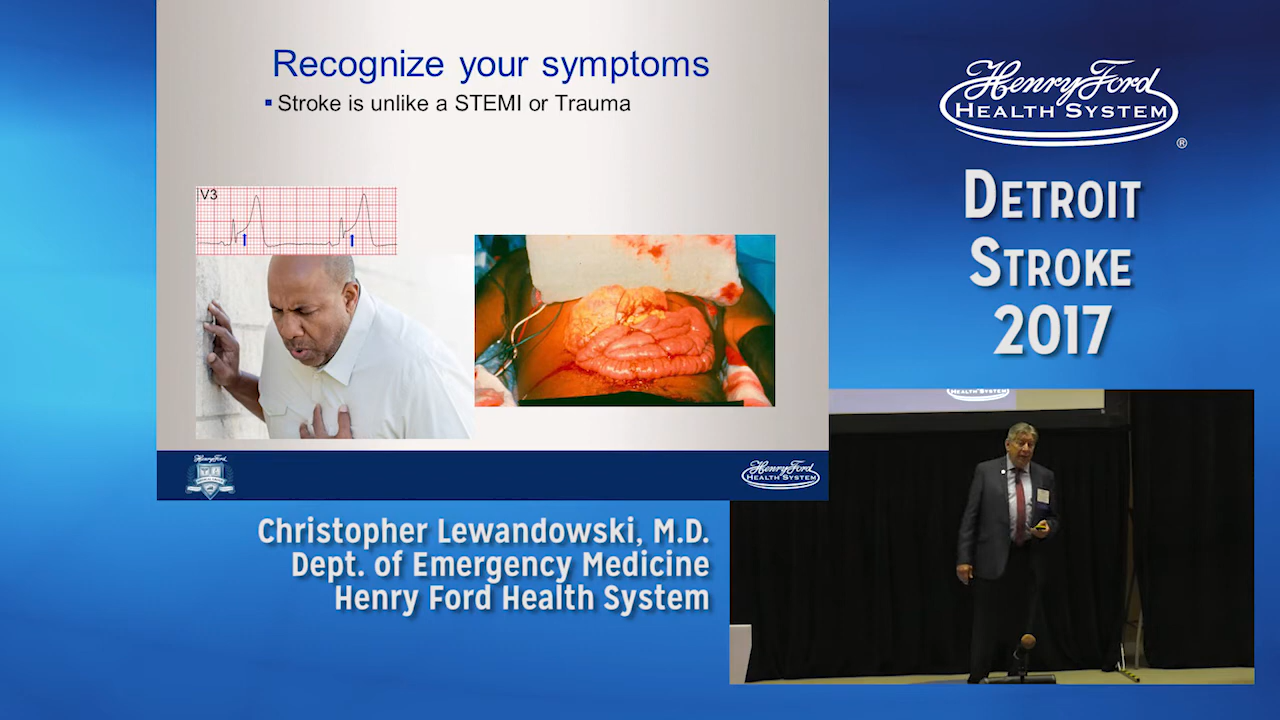 Recognize your symptoms
Stroke is unlike a STEMI or Trauma
V3
Henry Ford
HEALTH SYSTEM
Henry Ford
HEALTH SYSTEM
®
DETROIT
STROKE
2017
HEALTH SYSTEM
Christopher Lewandowski, M.D.
Dept. of Emergency Medicine
Henry Ford Health System